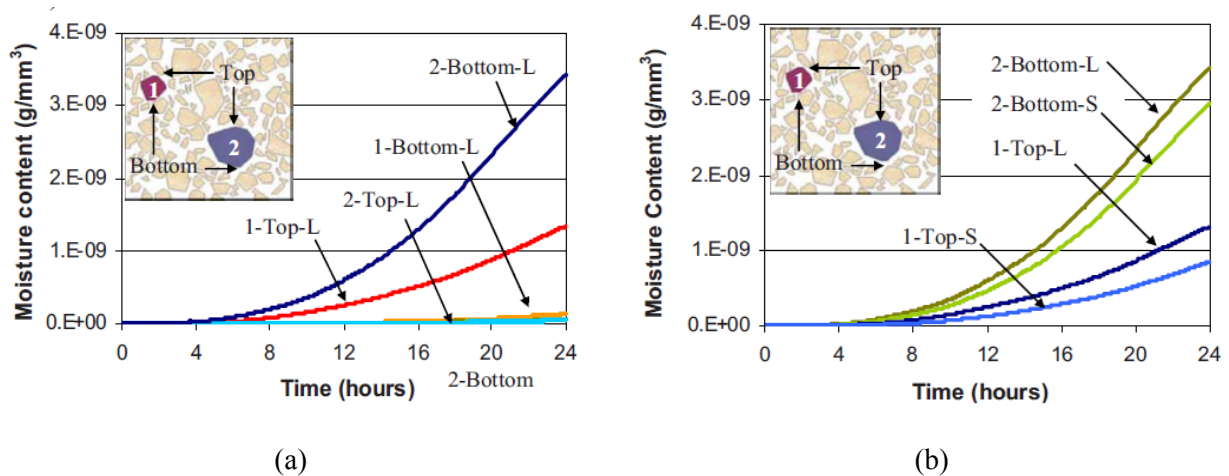 4.E-09
3.E-09
2.E-09
1.E-09
0.E+00
Moisture content (g/mm³)
1
Top
2
Bottom
2-Bottom-L
1-Bottom-L
2-Top-L
1-Top-L
0 4 8 12 16 20 24
Time (hours)
2-Bottom
(a)
4.E-09
3.E-09
2.E-09
1.E-09
0.E+00
Moisture Content (g/mm³)
1
Top
2
Bottom
2-Bottom-L
2-Bottom-S
1-Top-L
1-Top-S
0 4 8 12 16 20 24
Time (hours)
(b)